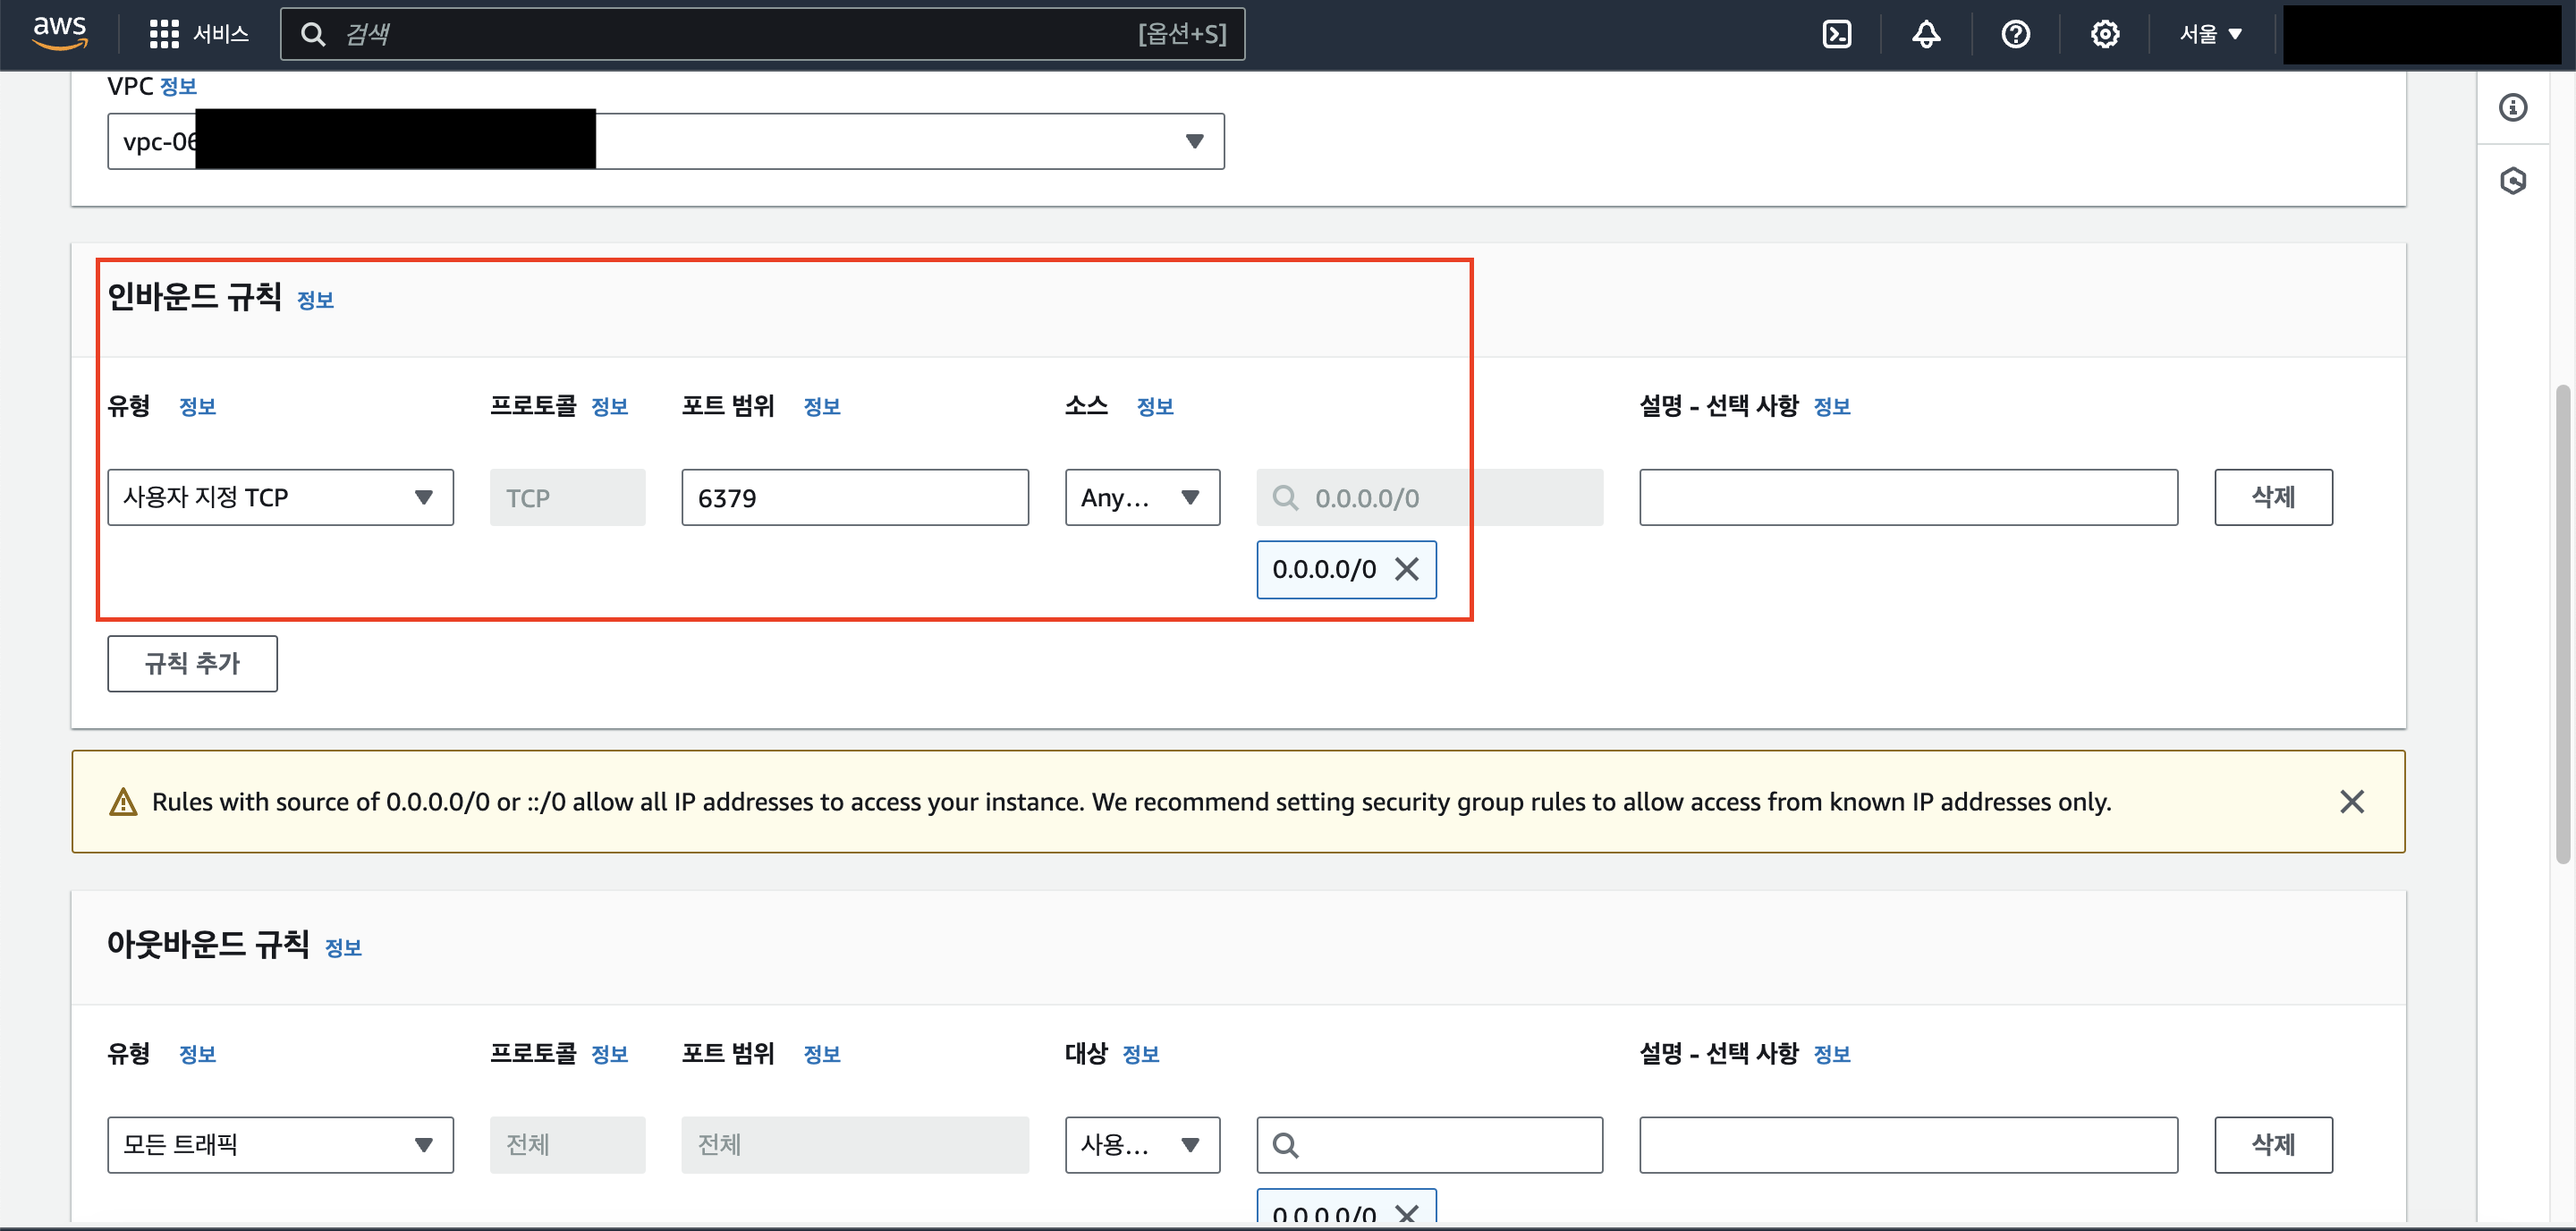 aws 서비스 검색 [옵션+S] 서울
VPC 정보
vpc-06
인바운드 규칙 정보
유형 정보 프로토콜 정보 포트 범위 정보 소스 정보 설명 - 선택 사항 정보
사용자 지정 TCP TCP 6379 Any... 0.0.0.0/0 삭제
0.0.0.0/0
규칙 추가
Rules with source of 0.0.0.0/0 or ::/0 allow all IP addresses to access your instance. We recommend setting security group rules to allow access from known IP addresses only.
아웃바운드 규칙 정보
유형 정보 프로토콜 정보 포트 범위 정보 대상 정보 설명 - 선택 사항 정보
모든 트래픽 전체 전체 사용... 삭제
0.0.0.0/0